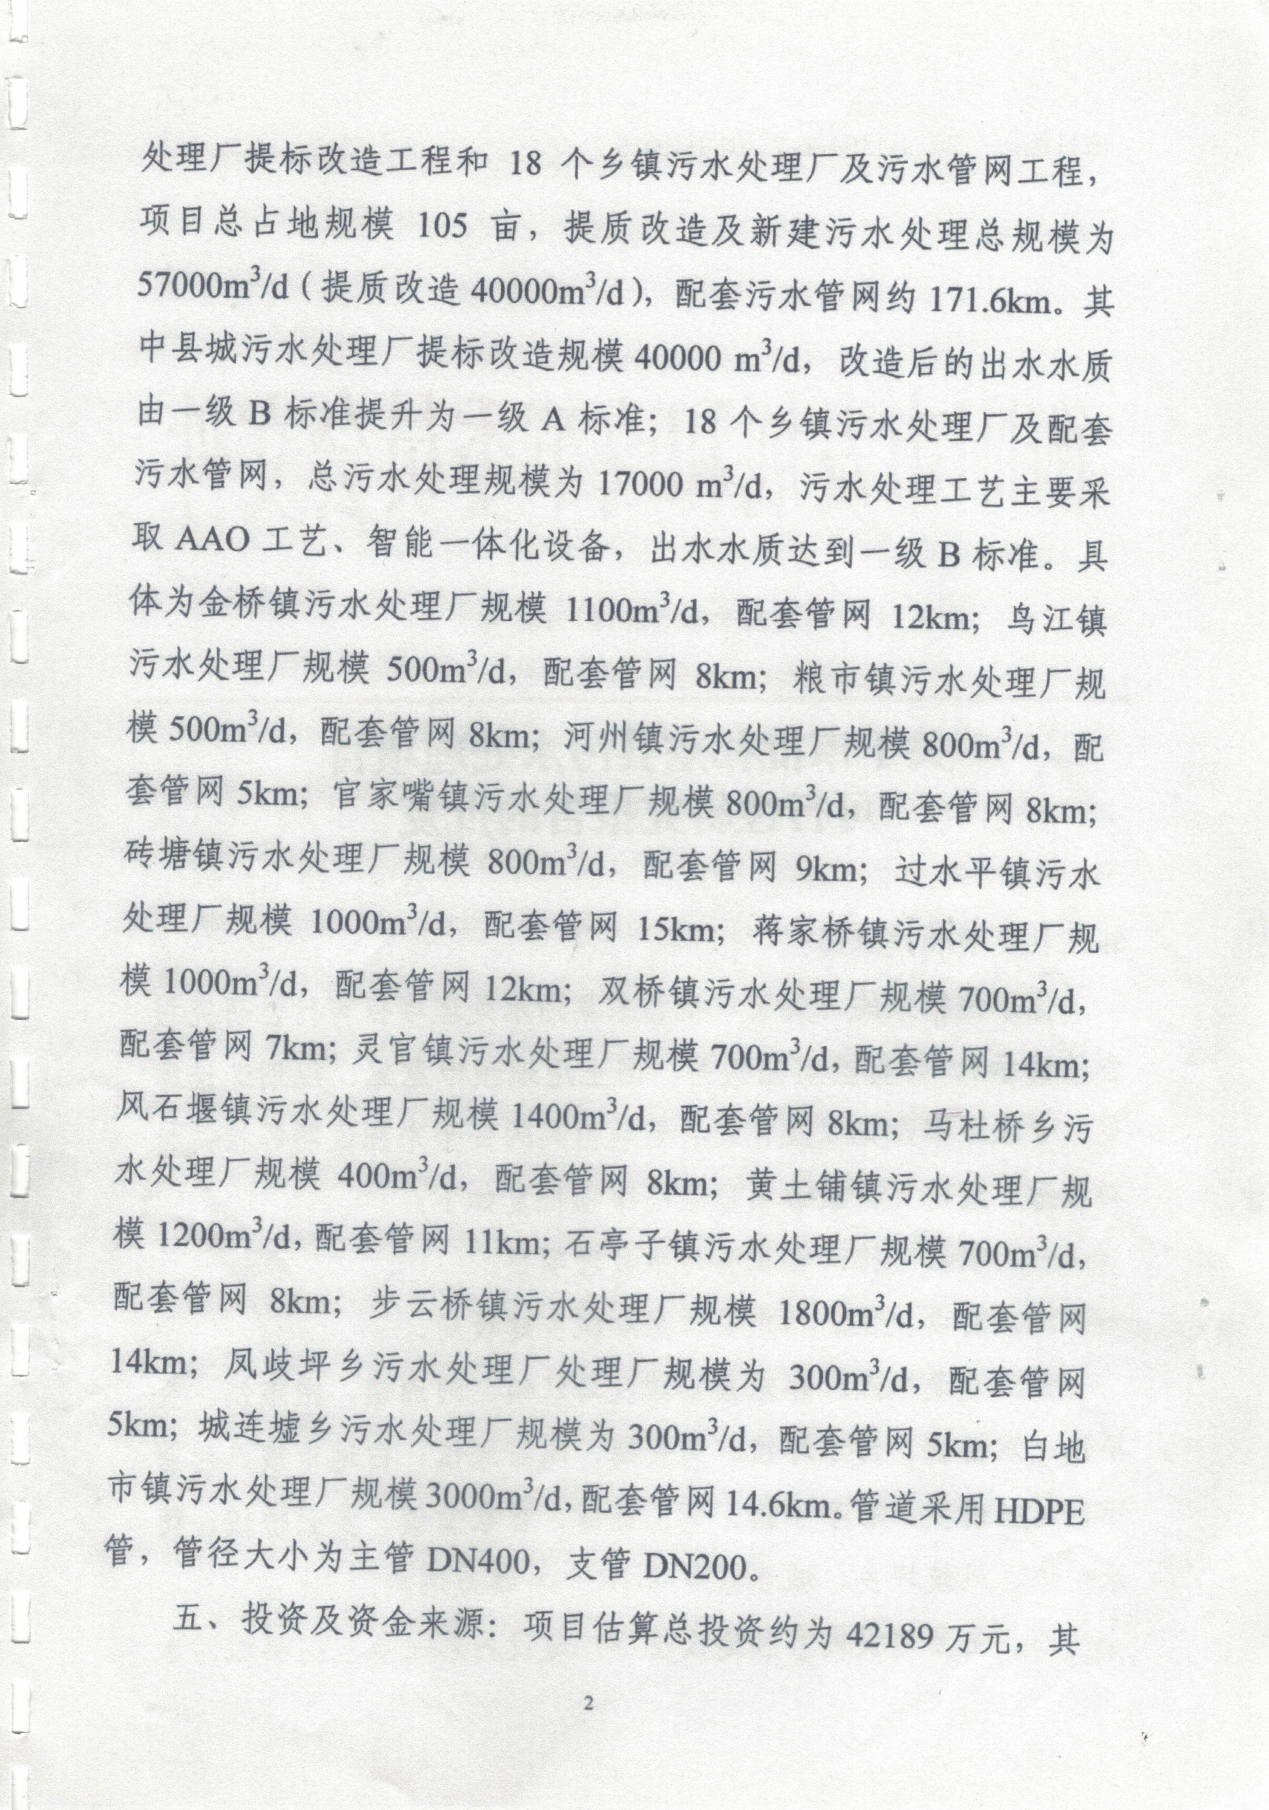 处理厂提标改造工程和 18 个乡镇污水处理厂及污水管网工程，
项目总占地规模 105 亩，提质改造及新建污水处理总规模为
57000m³/d（提质改造 40000m³/d），配套污水管网约 171.6km。其
中县城污水处理厂提标改造规模 40000 m³/d，改造后的出水水质
由一级 B 标准提升为一级 A 标准；18 个乡镇污水处理厂及配套
污水管网，总污水处理规模为 17000 m³/d，污水处理工艺主要采
取 AAO 工艺、智能一体化设备，出水水质达到一级 B 标准。具
体为金桥镇污水处理厂规模 1100m³/d，配套管网 12km；鸟江镇
污水处理厂规模 500m³/d，配套管网 8km；粮市镇污水处理厂规
模 500m³/d，配套管网 8km；河州镇污水处理厂规模 800m³/d，配
套管网 5km；官家嘴镇污水处理厂规模 800m³/d，配套管网 8km；
砖塘镇污水处理厂规模 800m³/d，配套管网 9km；过水平镇污水
处理厂规模 1000m³/d，配套管网 15km；蒋家桥镇污水处理厂规
模 1000m³/d，配套管网 12km；双桥镇污水处理厂规模 700m³/d，
配套管网 7km；灵官镇污水处理厂规模 700m³/d，配套管网 14km；
风石堰镇污水处理厂规模 1400m³/d，配套管网 8km；马杜桥乡污
水处理厂规模 400m³/d，配套管网 8km；黄土铺镇污水处理厂规
模 1200m³/d，配套管网 11km；石亭子镇污水处理厂规模 700m³/d，
配套管网 8km；步云桥镇污水处理厂规模 1800m³/d，配套管网
14km；凤歧坪乡污水处理厂处理厂规模为 300m³/d，配套管网
5km；城连墟乡污水处理厂规模为 300m³/d，配套管网 5km；白地
市镇污水处理厂规模 3000m³/d，配套管网 14.6km。管道采用 HDPE
管，管径大小为主管 DN400，支管 DN200。
五、投资及资金来源：项目估算总投资约为 42189 万元，其
2